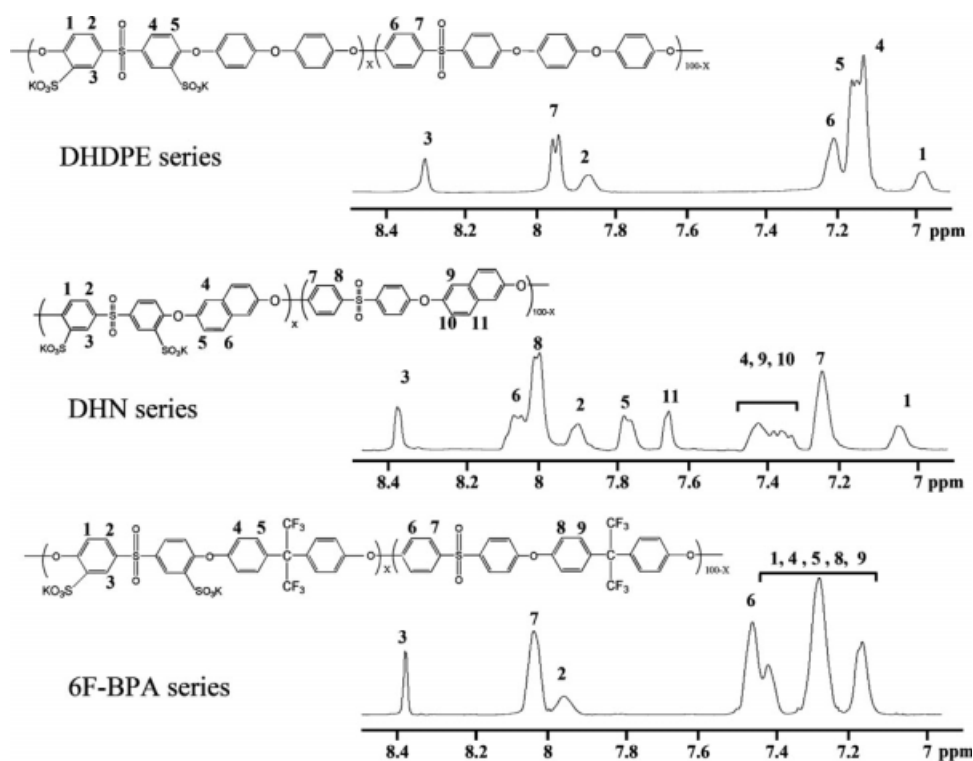 1 2 4 5 6 7
O S O O O O S O O O
O O
3 KO₃S SO₃K X 100-X
DHDPE series
3 7 2 6 5 4 1
8.4 8.2 8 7.8 7.6 7.4 7.2 7 ppm
1 2 4 7 8 9
O S O O O O S O O O
3 KO₃S SO₃K 5 6 X 10 11 100-X
DHN series
3 6 8 2 5 11 4, 9, 10 7 1
8.4 8.2 8 7.8 7.6 7.4 7.2 7 ppm
1 2 4 5 CF₃ 6 7 8 9 CF₃
O O S O O O O S O O O
3 KO₃S SO₃K CF₃ X CF₃ 100-X
6F-BPA series
3 7 2 6 1, 4 , 5 , 8, 9
8.4 8.2 8 7.8 7.6 7.4 7.2 7 ppm